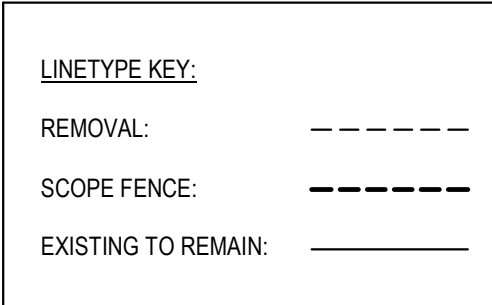 LINETYPE KEY:
REMOVAL:
SCOPE FENCE:
EXISTING TO REMAIN: